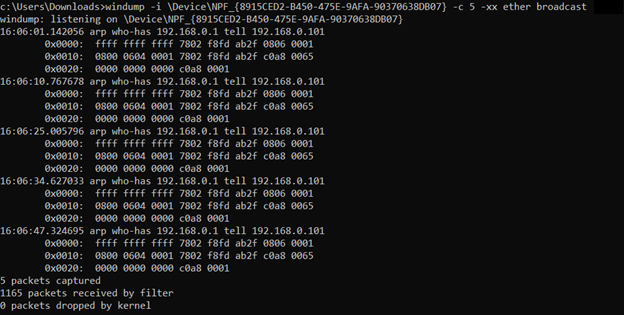 c:\Users\Downloads>windump -i \Device\NPF_{8915CED2-B450-475E-9AFA-90370638DB07} -c 5 -xx ether broadcast
windump: listening on \Device\NPF_{8915CED2-B450-475E-9AFA-90370638DB07}
16:06:01.142056 arp who-has 192.168.0.1 tell 192.168.0.101
0x0000:  ffff ffff ffff 7802 f8fd ab2f 0806 0001
0x0010:  0800 0604 0001 7802 f8fd ab2f c0a8 0065
0x0020:  0000 0000 0000 c0a8 0001
16:06:10.767678 arp who-has 192.168.0.1 tell 192.168.0.101
0x0000:  ffff ffff ffff 7802 f8fd ab2f 0806 0001
0x0010:  0800 0604 0001 7802 f8fd ab2f c0a8 0065
0x0020:  0000 0000 0000 c0a8 0001
16:06:25.005796 arp who-has 192.168.0.1 tell 192.168.0.101
0x0000:  ffff ffff ffff 7802 f8fd ab2f 0806 0001
0x0010:  0800 0604 0001 7802 f8fd ab2f c0a8 0065
0x0020:  0000 0000 0000 c0a8 0001
16:06:34.627033 arp who-has 192.168.0.1 tell 192.168.0.101
0x0000:  ffff ffff ffff 7802 f8fd ab2f 0806 0001
0x0010:  0800 0604 0001 7802 f8fd ab2f c0a8 0065
0x0020:  0000 0000 0000 c0a8 0001
16:06:47.324695 arp who-has 192.168.0.1 tell 192.168.0.101
0x0000:  ffff ffff ffff 7802 f8fd ab2f 0806 0001
0x0010:  0800 0604 0001 7802 f8fd ab2f c0a8 0065
0x0020:  0000 0000 0000 c0a8 0001
5 packets captured
1165 packets received by filter
0 packets dropped by kernel